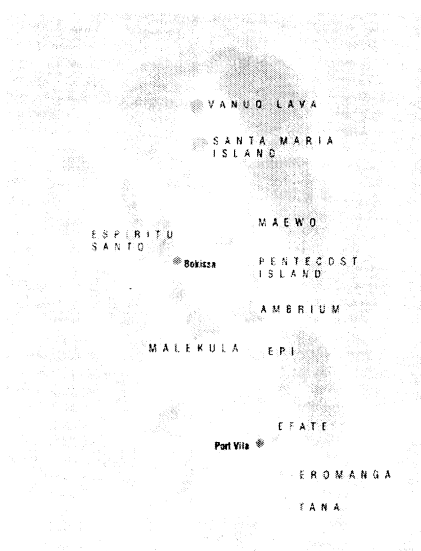 VANUO LAVA
SANTA MARIA
ISLAND
MAEWO
ESPIRITU
SANTO
Bokissa
PENTECOST
ISLAND
AMBRIUM
MALEKULA
EPI
EFATE
Port Vila
EROMANGA
TANA